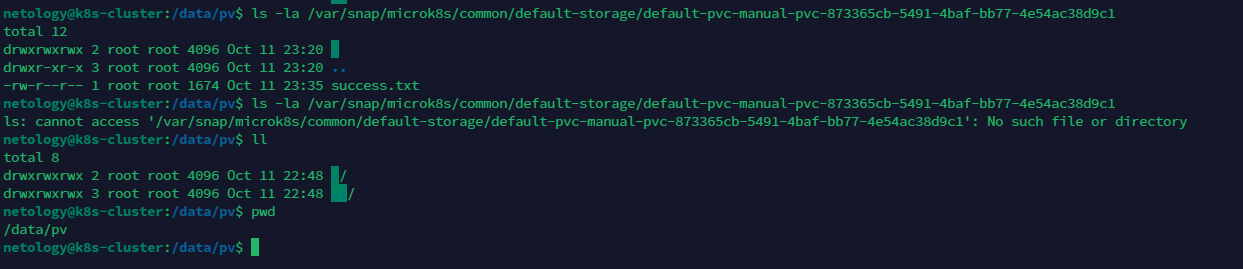 netology@k8s-cluster:/data/pv$ ls -la /var/snap/microk8s/common/default-storage/default-pvc-manual-pvc-873365cb-5491-4baf-bb77-4e54ac38d9c1
total 12
drwxrwxrwx 2 root root 4096 Oct 11 23:20 .
drwxr-xr-x 3 root root 4096 Oct 11 23:20 ..
-rw-r--r-- 1 root root 1674 Oct 11 23:35 success.txt
netology@k8s-cluster:/data/pv$ ls -la /var/snap/microk8s/common/default-storage/default-pvc-manual-pvc-873365cb-5491-4baf-bb77-4e54ac38d9c1
ls: cannot access '/var/snap/microk8s/common/default-storage/default-pvc-manual-pvc-873365cb-5491-4baf-bb77-4e54ac38d9c1': No such file or directory
netology@k8s-cluster:/data/pv$ ll
total 8
drwxrwxrwx 2 root root 4096 Oct 11 22:48 ./
drwxrwxrwx 3 root root 4096 Oct 11 22:48 ../
netology@k8s-cluster:/data/pv$ pwd
/data/pv
netology@k8s-cluster:/data/pv$